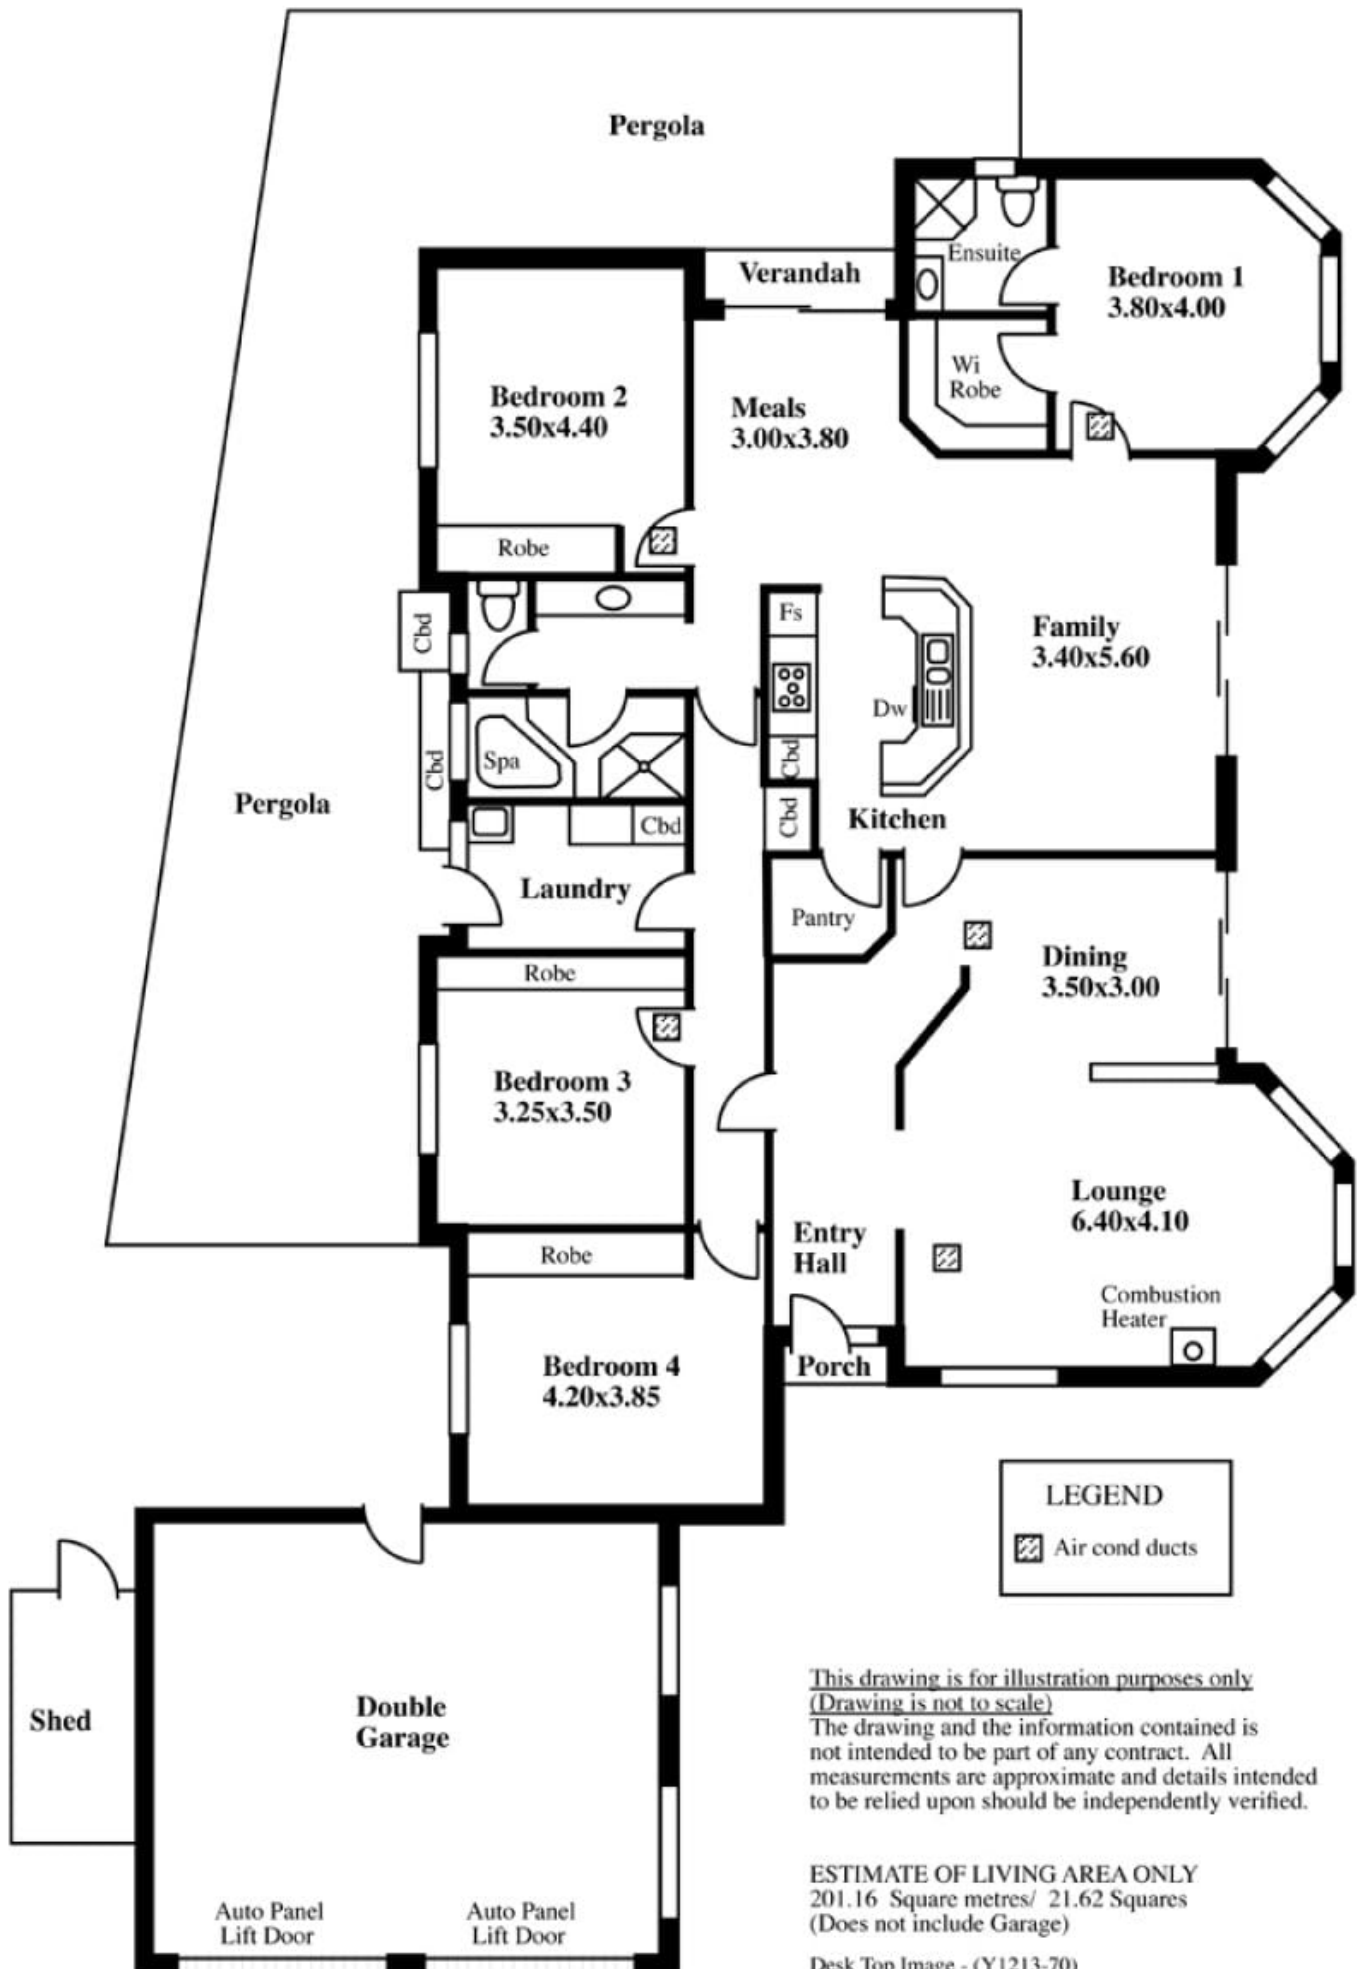 Pergola
Verandah
Ensuite
Bedroom 1
3.80x4.00
Wi
Robe
Bedroom 2
3.50x4.40
Meals
3.00x3.80
Robe
Cbd
Fs
Family
3.40x5.60
Dw
Cbd
Spa
Cbd
Pergola
Cbd
Cbd
Kitchen
Laundry
Pantry
Robe
Dining
3.50x3.00
Bedroom 3
3.25x3.50
Lounge
6.40x4.10
Entry
Hall
Robe
Combustion
Heater
Porch
Bedroom 4
4.20x3.85
LEGEND
Air cond ducts
Shed
Double
Garage
Auto Panel
Lift Door
Auto Panel
Lift Door
This drawing is for illustration purposes only
(Drawing is not to scale)
The drawing and the information contained is
not intended to be part of any contract. All
measurements are approximate and details intended
to be relied upon should be independently verified.
ESTIMATE OF LIVING AREA ONLY
201.16 Square metres/ 21.62 Squares
(Does not include Garage)
Desk Top Image - (Y1213-70)